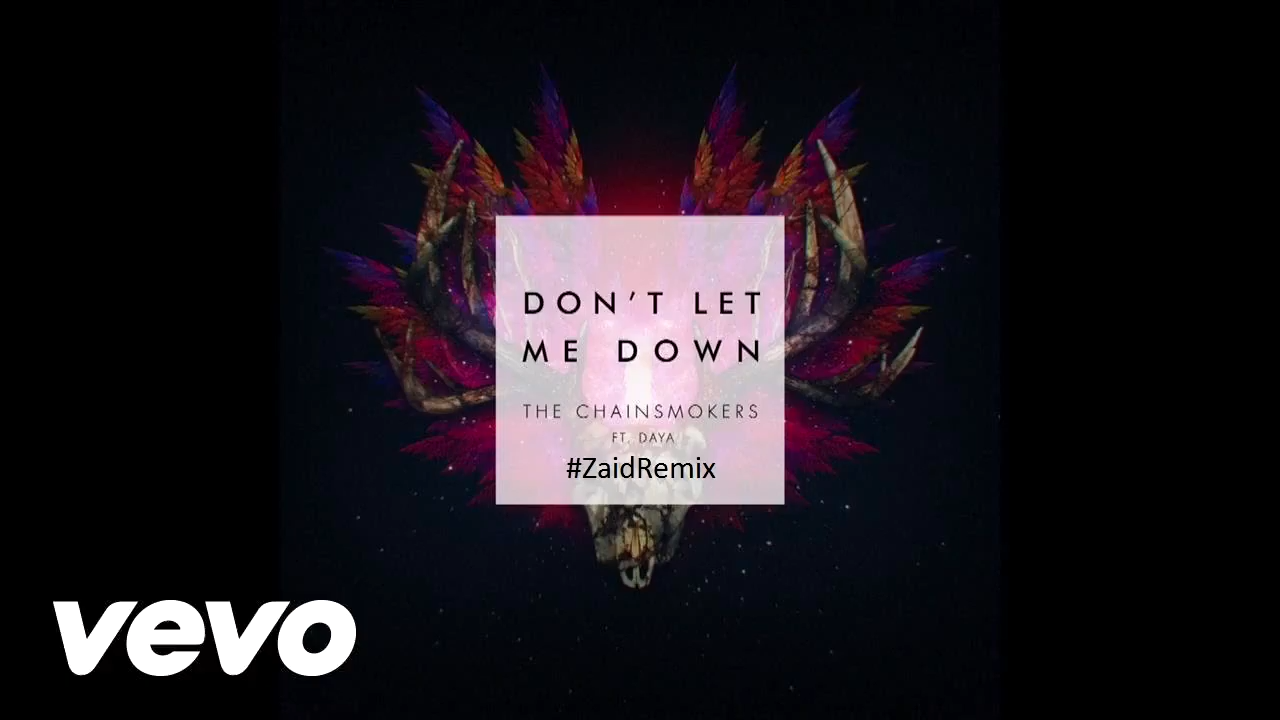 DON'T LET
ME DOWN
THE CHAINSMOKERS
FT. DAYA
#ZaidRemix
vevo